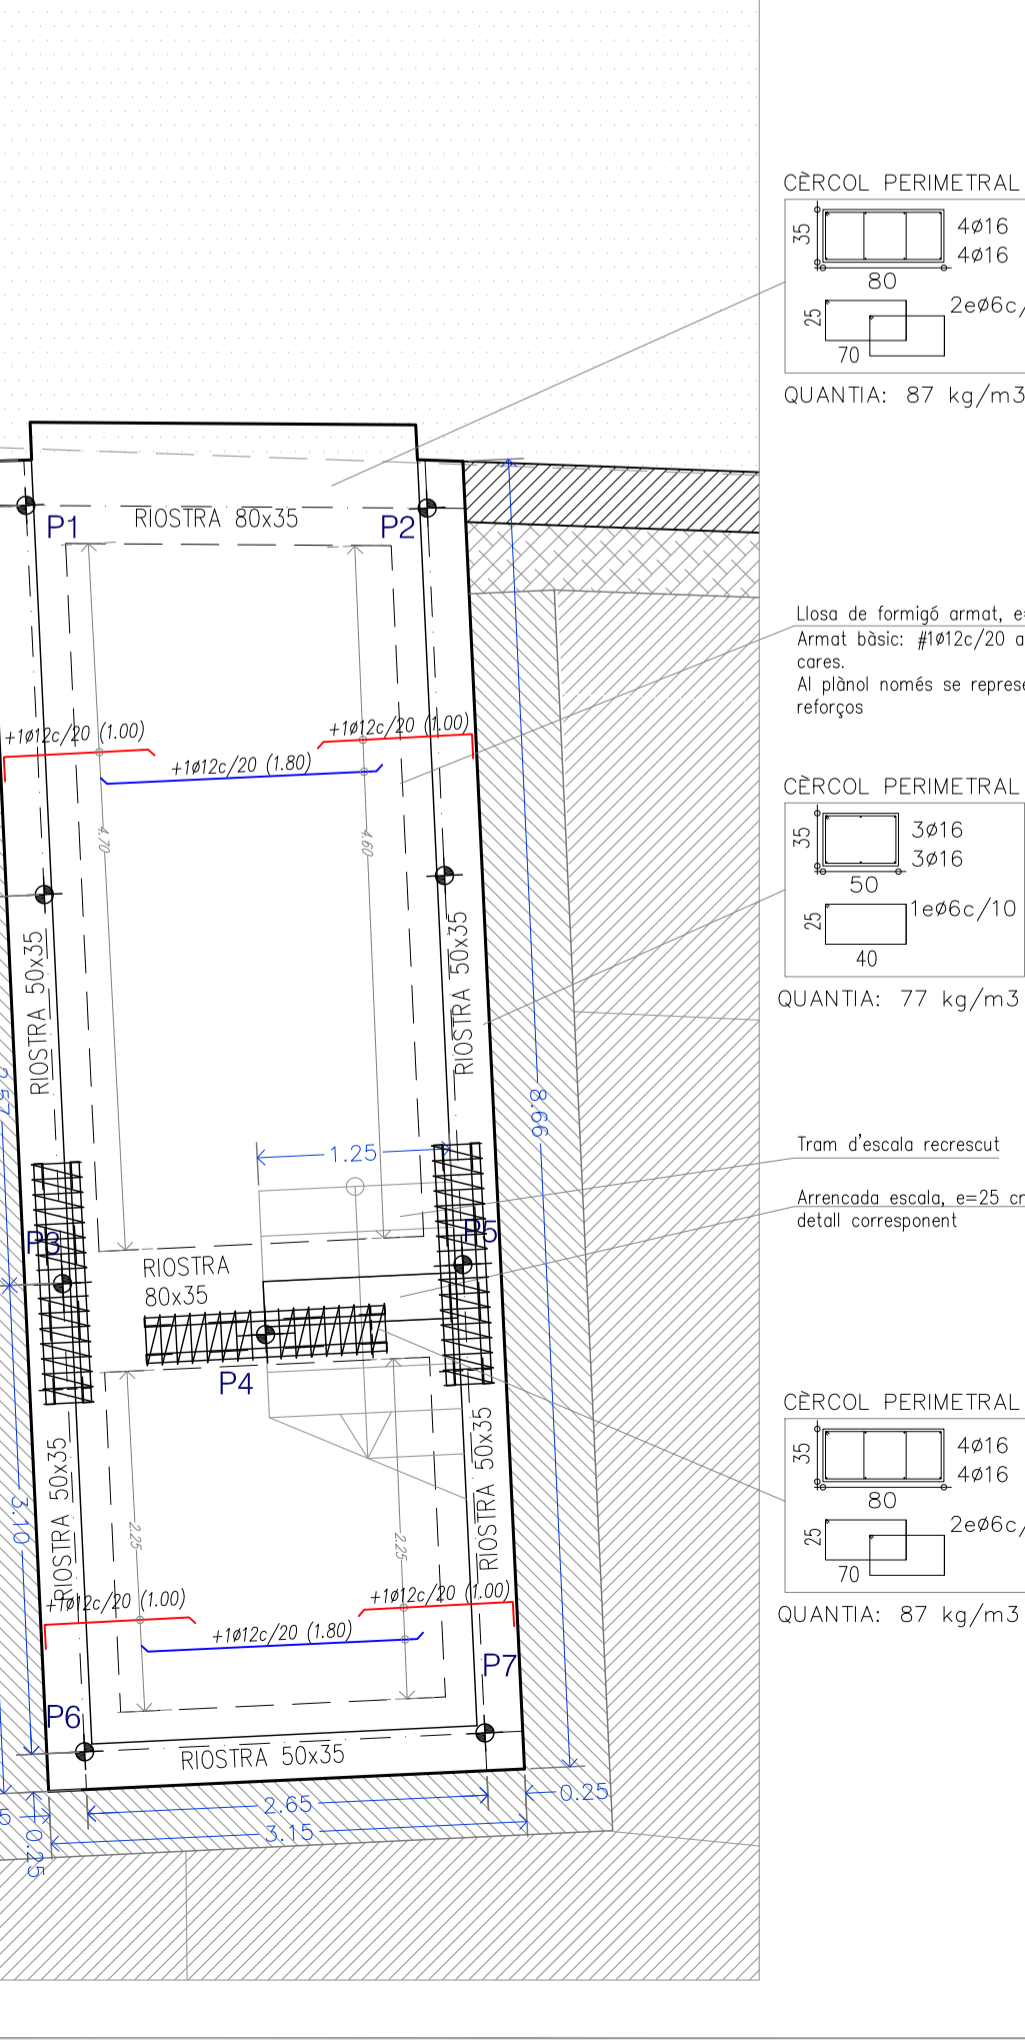 CÈRCOL PERIMETRAL
35
4ø16
4ø16
80
25
2eø6c/
70
QUANTIA: 87 kg/m3
P1
RIOSTRA 80x35
P2
Llosa de formigó armat, e=
Armat bàsic: #1ø12c/20 a
cares.
Al plànol només se represe
reforços
+1ø12c/20 (1.00)
+1ø12c/20 (1.00)
+1ø12c/20 (1.80)
4.70
4.60
CÈRCOL PERIMETRAL
35
3ø16
3ø16
50
25
1eø6c/10
40
QUANTIA: 77 kg/m3
RIOSTRA 50x35
RIOSTRA 50x35
8.66
1.25
Tram d'escala recrescut
Arrencada escala, e=25 cm
detall corresponent
P3
P5
RIOSTRA
80x35
P4
CÈRCOL PERIMETRAL
35
4ø16
4ø16
80
25
2eø6c/
70
QUANTIA: 87 kg/m3
RIOSTRA 50x35
RIOSTRA 50x35
3.10
2.25
2.25
+1ø12c/20 (1.00)
+1ø12c/20 (1.00)
+1ø12c/20 (1.80)
P7
P6
RIOSTRA 50x35
2.65
0.25
3.15
0.25